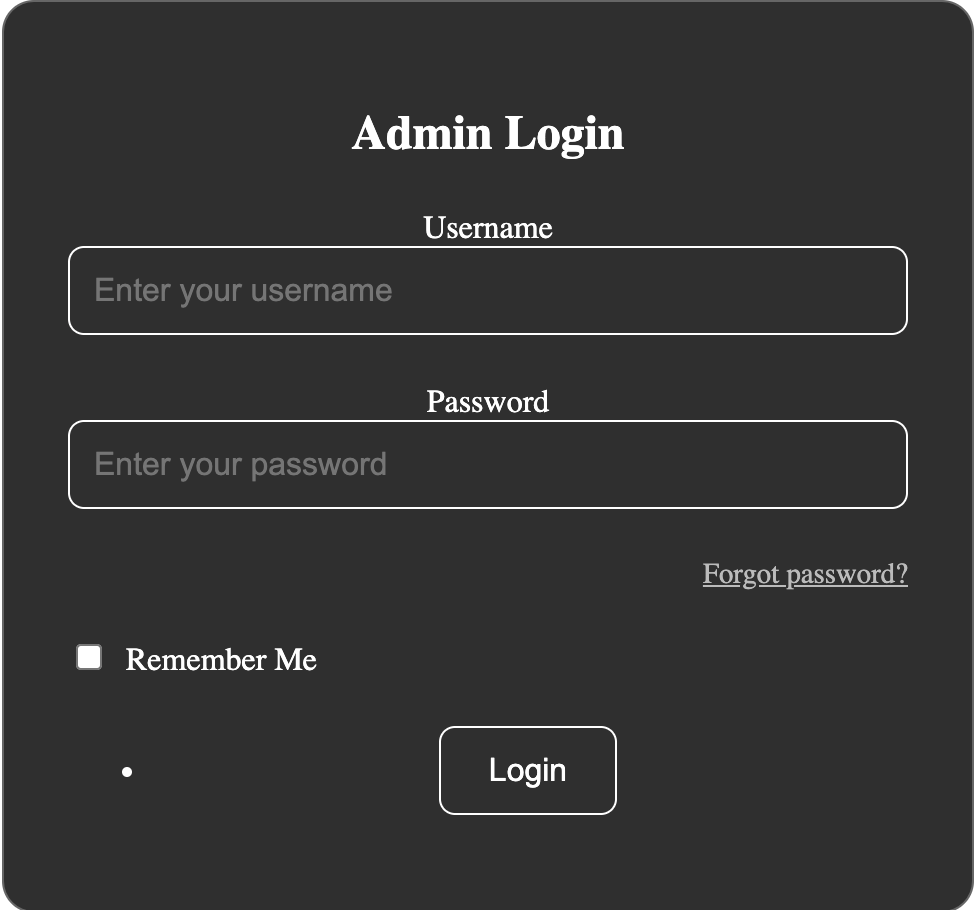 Admin Login
Username
Enter your username
Password
Enter your password
Forgot password?
Remember Me
• Login